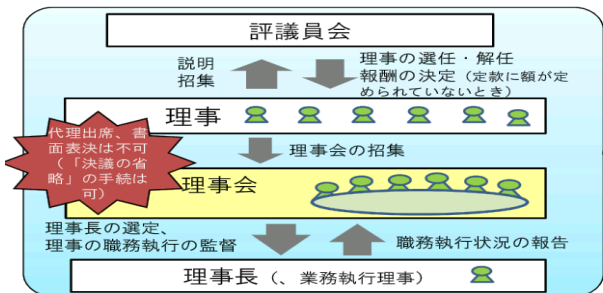 評議員会
説明
招集
理事の選任・解任
報酬の決定（定款に額が定
められていないとき）
理事
代理出席、書
面表決は不可
（「決議の省
略」の手続は
可）
理事会の招集
理事会
理事長の選定、
理事の職務執行の監督
職務執行状況の報告
理事長（、業務執行理事）